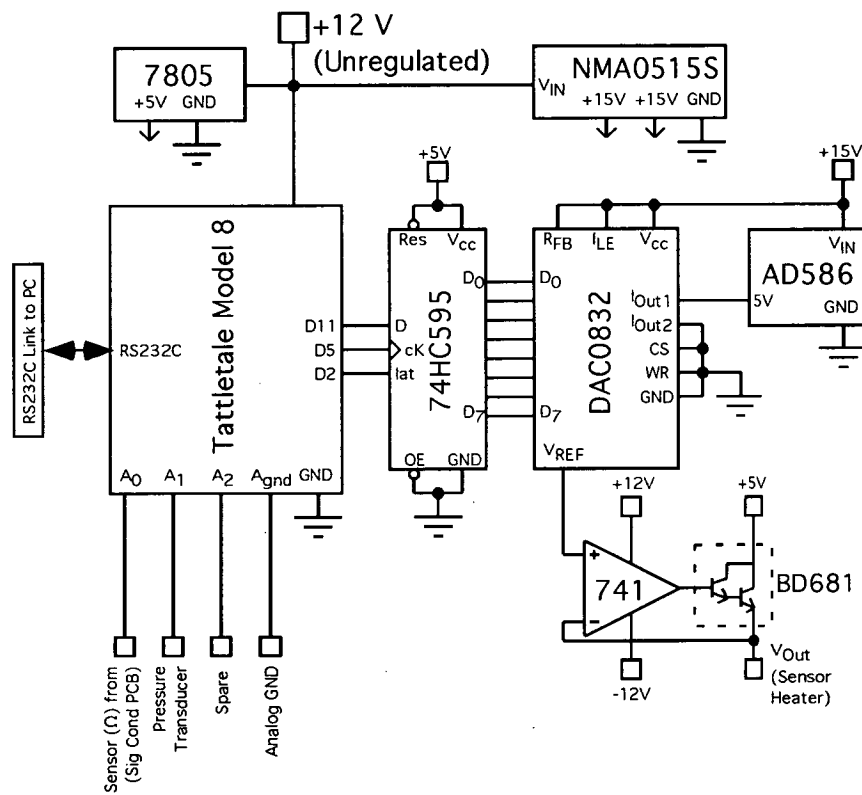 +12 V
(Unregulated)
7805
+5V GND
NMA0515S
VIN
+15V +15V GND
+5V
+15V
Tattletale Model 8
RS232C Link to PC
RS232C
D11
D5
D2
A0 A1 A2 Agnd GND
Res Vcc
D0
D
cK
lat
74HC595
D7
OE GND
RFB ILE Vcc
D0
IOut1
IOut2
CS
WR
GND
DAC0832
D7
VREF
VIN
AD586
5V
GND
+12V
+5V
+
741
-
BD681
-12V
VOut
(Sensor
Heater)
Sensor (Ω) from
(Sig Cond PCB)
Pressure
Transducer
Spare
Analog GND